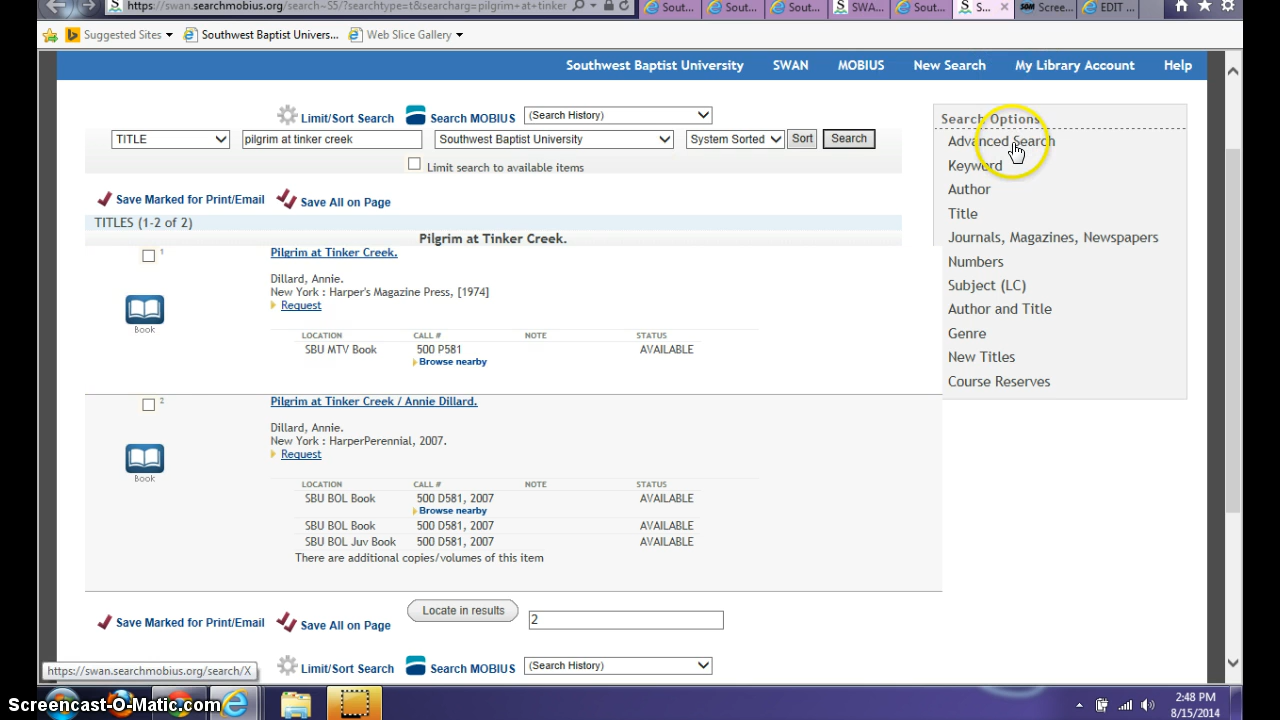 https://swan.searchmobius.org/search~S5/?searchtype=t&searcharg=pilgrim+at+tinker
Sout... Sout... Sout... SWA... Sout... S... Scree... EDIT ...
Suggested Sites Southwest Baptist Univers... Web Slice Gallery
Southwest Baptist University SWAN MOBIUS New Search My Library Account Help
Limit/Sort Search Search MOBIUS (Search History)
TITLE pilgrim at tinker creek Southwest Baptist University System Sorted Sort Search
Limit search to available items
Save Marked for Print/Email Save All on Page
TITLES (1-2 of 2)
Pilgrim at Tinker Creek.
1 Pilgrim at Tinker Creek.
Dillard, Annie.
New York : Harper's Magazine Press, [1974]
Request
Book
LOCATION CALL # NOTE STATUS
SBU MTV Book 500 P581 AVAILABLE
Browse nearby
2 Pilgrim at Tinker Creek / Annie Dillard.
Dillard, Annie.
New York : HarperPerennial, 2007.
Request
Book
LOCATION CALL # NOTE STATUS
SBU BOL Book 500 D581, 2007 AVAILABLE
Browse nearby
SBU BOL Book 500 D581, 2007 AVAILABLE
SBU BOL Juv Book 500 D581, 2007 AVAILABLE
There are additional copies/volumes of this item
Save Marked for Print/Email Save All on Page Locate in results 2
Limit/Sort Search Search MOBIUS (Search History)
Search Options
Advanced Search
Keyword
Author
Title
Journals, Magazines, Newspapers
Numbers
Subject (LC)
Author and Title
Genre
New Titles
Course Reserves
https://swan.searchmobius.org/search/X
Screencast-O-Matic.com
2:48 PM
8/15/2014